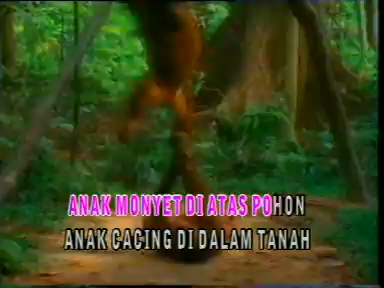 ANAK MONYET DI ATAS POHON
ANAK CACING DI DALAM TANAH